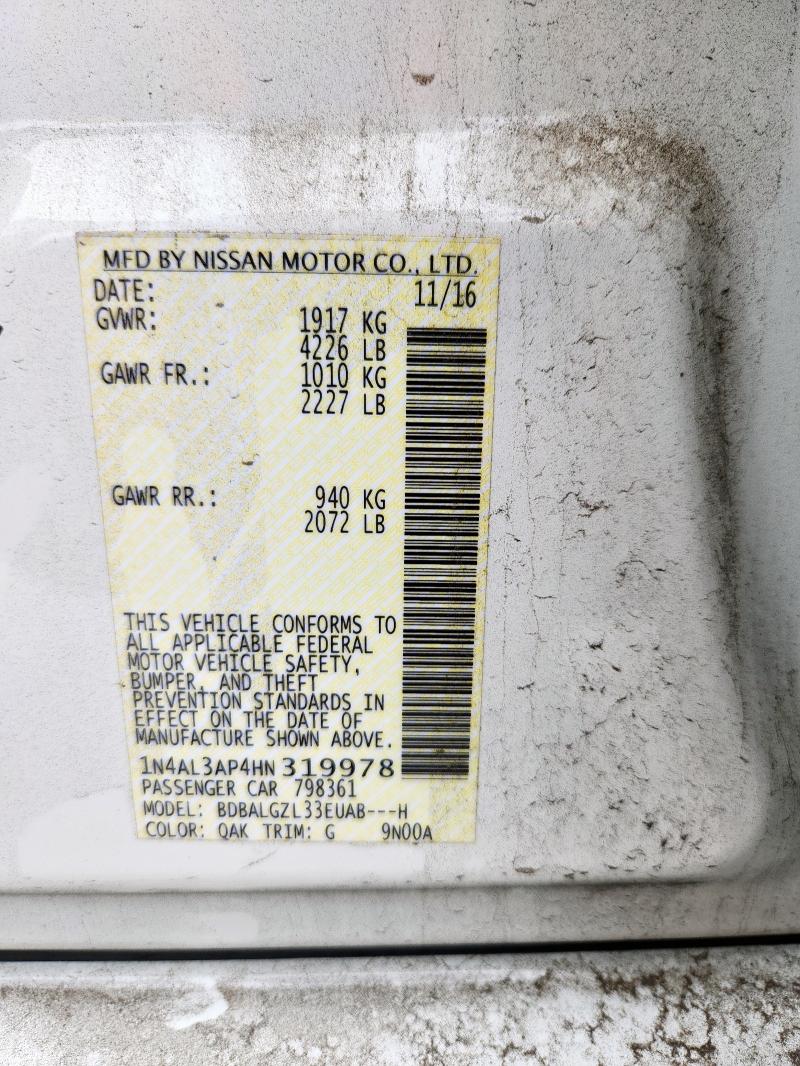 MFD BY NISSAN MOTOR CO., LTD.
DATE: 11/16
GVWR: 1917 KG
4226 LB
GAWR FR.: 1010 KG
2227 LB
GAWR RR.: 940 KG
2072 LB
THIS VEHICLE CONFORMS TO
ALL APPLICABLE FEDERAL
MOTOR VEHICLE SAFETY,
BUMPER, AND THEFT
PREVENTION STANDARDS IN
EFFECT ON THE DATE OF
MANUFACTURE SHOWN ABOVE.
1N4AL3AP4HN319978
PASSENGER CAR 798361
MODEL: BDBALGZL33EUAB---H
COLOR: QAK TRIM: G 9N00A